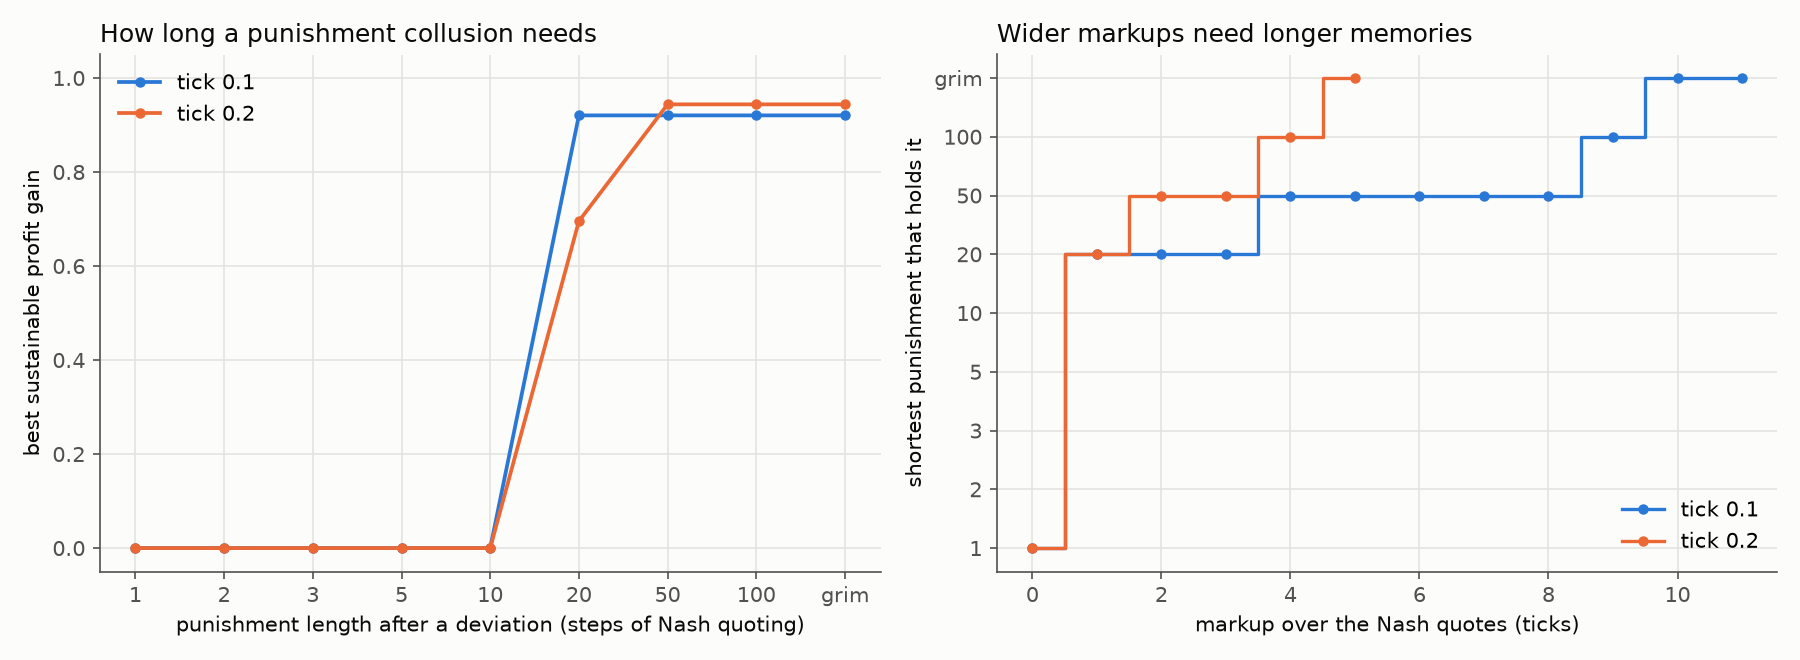 How long a punishment collusion needs
best sustainable profit gain
1.0
0.8
0.6
0.4
0.2
0.0
tick 0.1
tick 0.2
1 2 3 5 10 20 50 100 grim
punishment length after a deviation (steps of Nash quoting)
Wider markups need longer memories
shortest punishment that holds it
grim
100
50
20
10
5
3
2
1
tick 0.1
tick 0.2
0 2 4 6 8 10
markup over the Nash quotes (ticks)